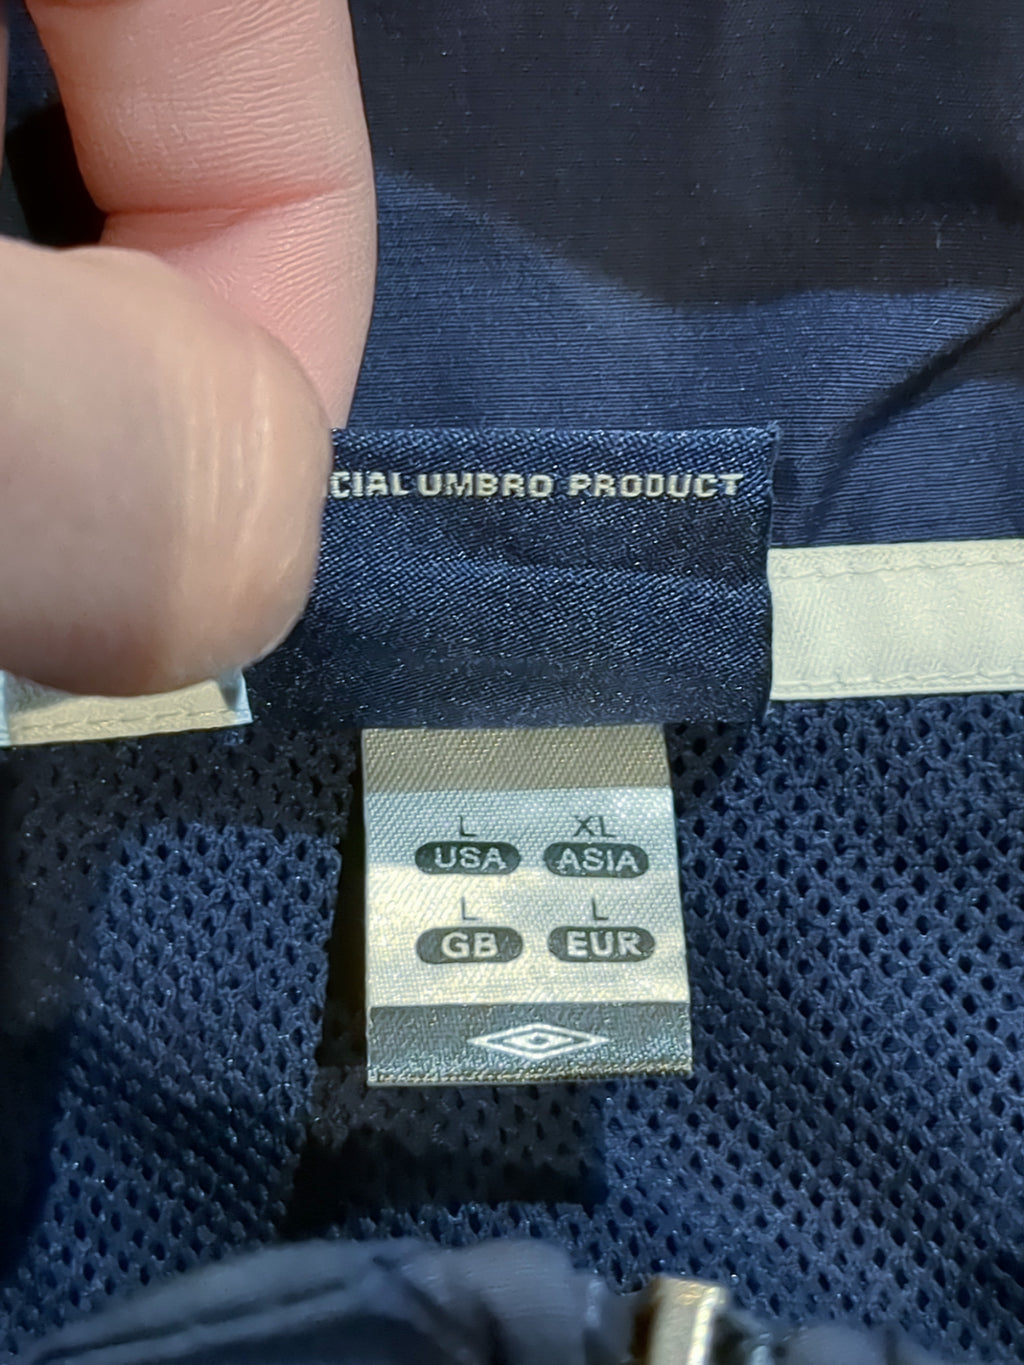 CIAL UMBRO PRODUCT
L XL
USA ASIA
L L
GB EUR